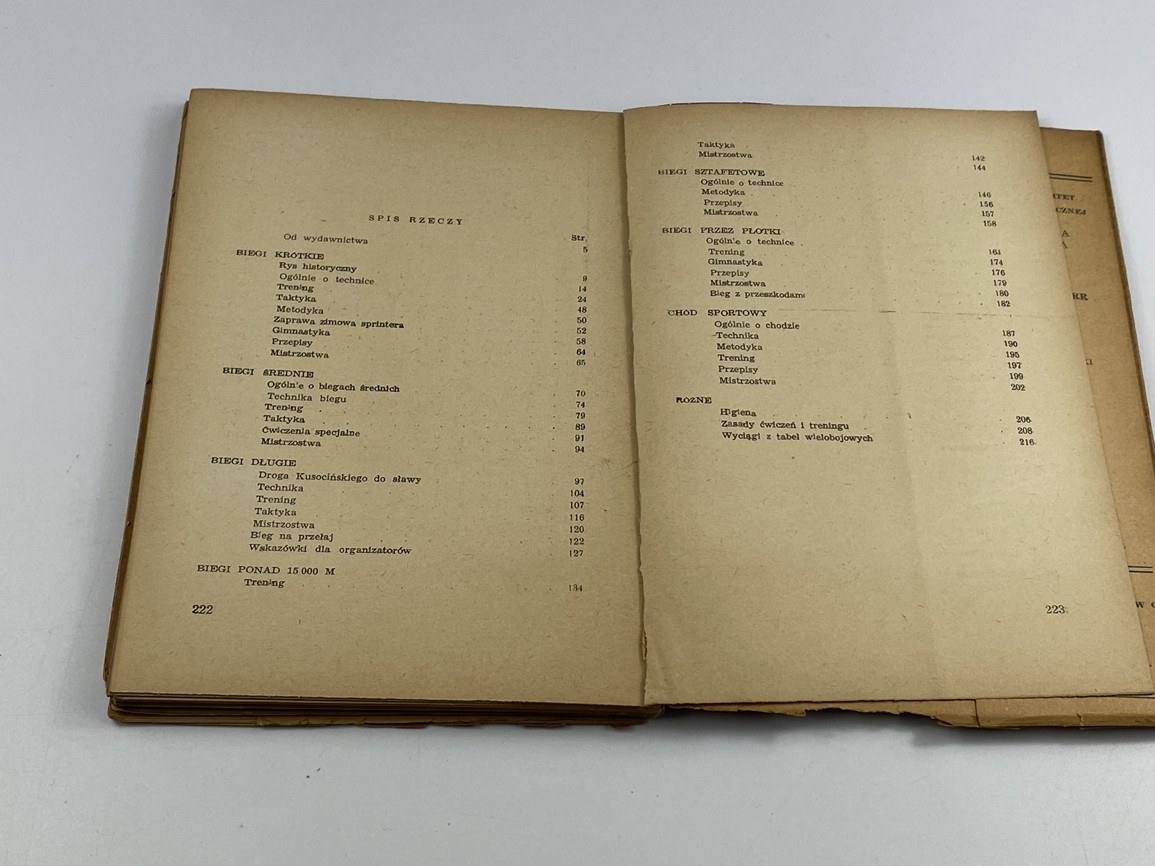 SPIS RZECZY
Str.
Od wydawnictwa 5
BIEGI KRÓTKIE
Rys historyczny 9
Ogólnie o technice 14
Trening 24
Taktyka 48
Metodyka 50
Zaprawa zimowa sprintera 52
Gimnastyka 58
Przepisy 64
Mistrzostwa 65
BIEGI ŚREDNIE
Ogólnie o biegach średnich 70
Technika biegu 74
Trening 79
Taktyka 89
Ćwiczenia specjalne 91
Mistrzostwa 94
BIEGI DŁUGIE
Droga Kusocińskiego do sławy 97
Technika 104
Trening 107
Taktyka 116
Mistrzostwa 120
Bieg na przełaj 122
Wskazówki dla organizatorów 127
BIEGI PONAD 15 000 M
Trening 134
222
Taktyka 142
Mistrzostwa 144
BIEGI SZTAFETOWE
Ogólnie o technice 146
Metodyka 156
Przepisy 157
Mistrzostwa 158
BIEGI PRZEZ PŁOTKI
Ogólnie o technice 161
Trening 174
Gimnastyka 176
Przepisy 179
Mistrzostwa 180
Bieg z przeszkodami 182
CHÓD SPORTOWY
Ogólnie o chodzie 187
Technika 190
Metodyka 195
Trening 197
Przepisy 199
Mistrzostwa 202
RÓŻNE
Higiena 206
Zasady ćwiczeń i treningu 208
Wyciągi z tabel wielobojowych 216
223